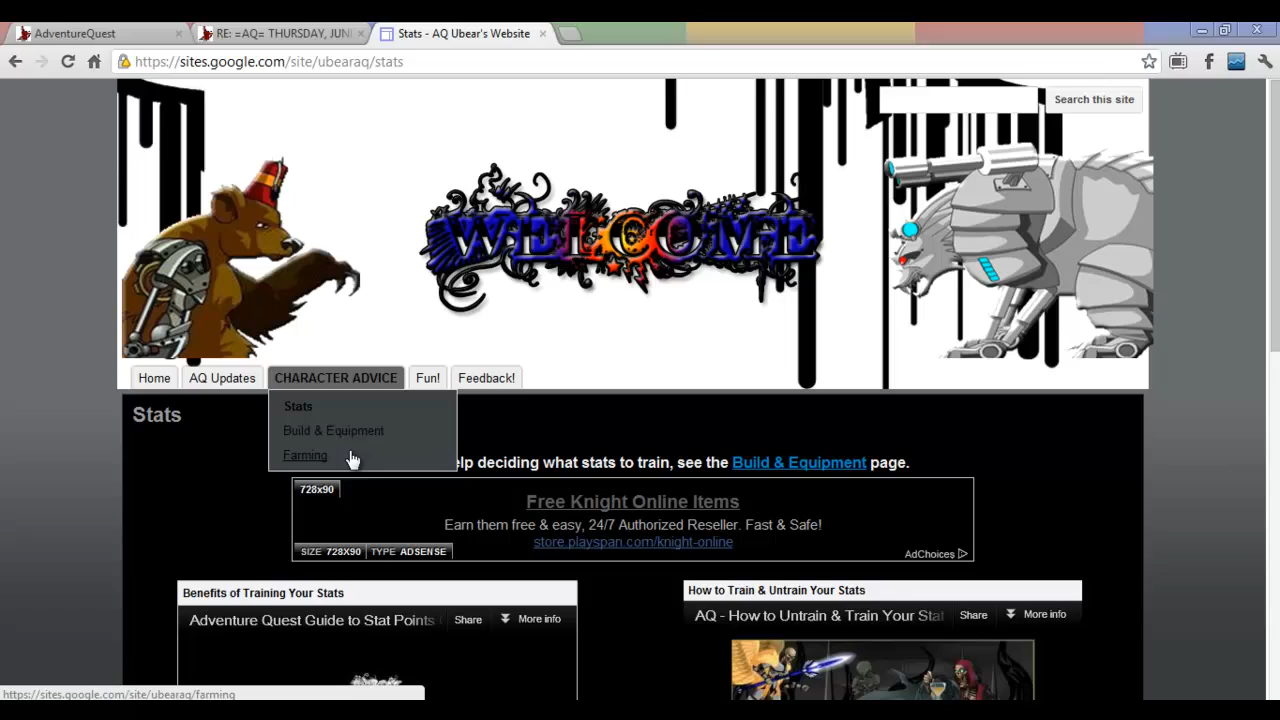 AdventureQuest
RE: =AQ= THURSDAY, JUN
Stats - AQ Ubear's Website
https://sites.google.com/site/ubearaq/stats
Search this site
WELCOME
Home
AQ Updates
CHARACTER ADVICE
Fun!
Feedback!
Stats
Stats
Build & Equipment
Farming
elp deciding what stats to train, see the Build & Equipment page.
728x90
Free Knight Online Items
Earn them free & easy, 24/7 Authorized Reseller. Fast & Safe!
store.playspan.com/knight-online
SIZE 728X90 TYPE ADSENSE
AdChoices
Benefits of Training Your Stats
How to Train & Untrain Your Stats
Adventure Quest Guide to Stat Points
Share
More info
AQ - How to Untrain & Train Your Stat
Share
More info
https://sites.google.com/site/ubearaq/farming